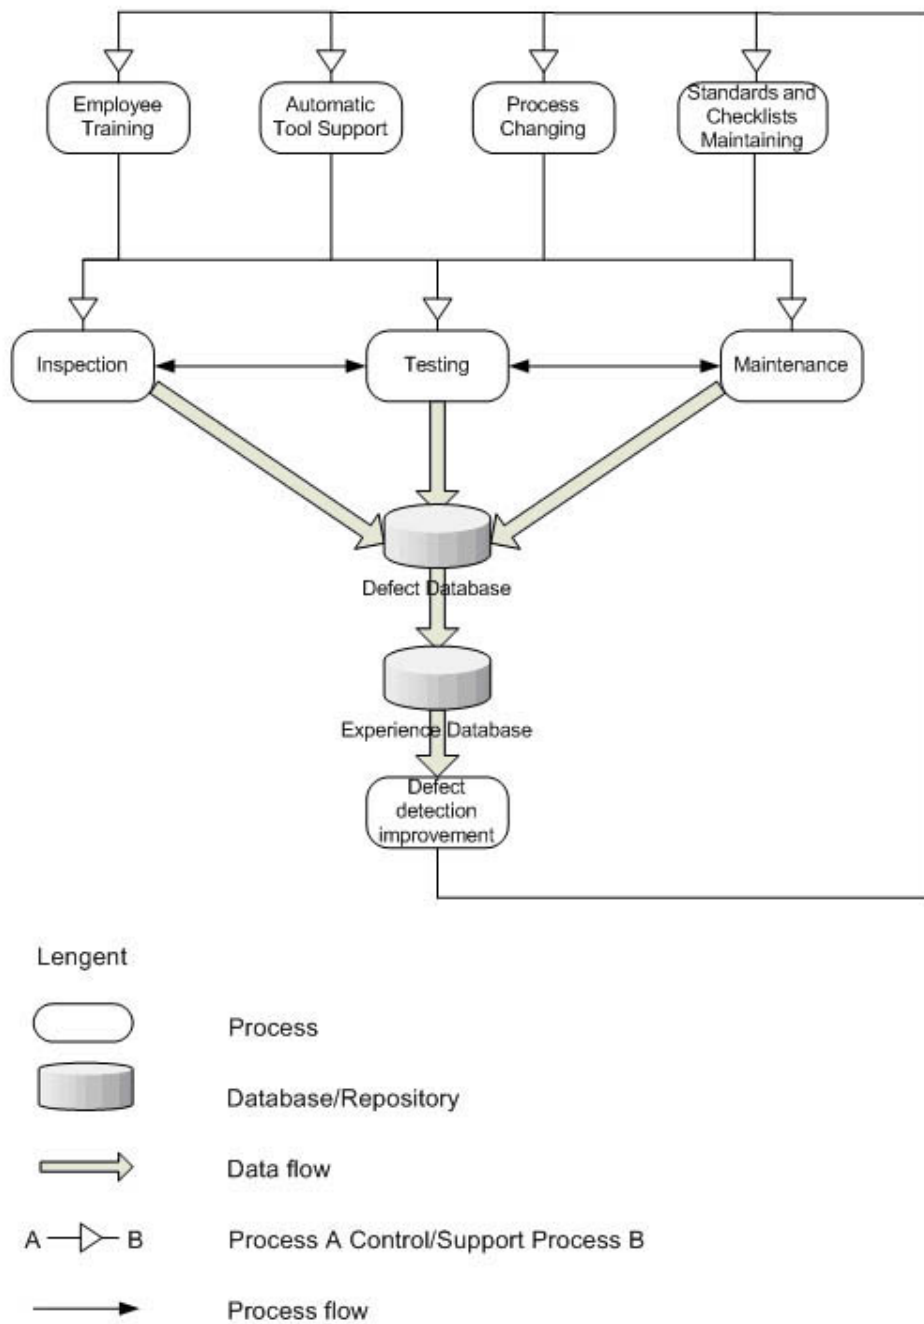 Employee
Training
Automatic
Tool Support
Process
Changing
Standards and
Checklists
Maintaining
Inspection
Testing
Maintenance
Defect Database
Experience Database
Defect
detection
improvement
Lengent
Process
Database/Repository
Data flow
A B Process A Control/Support Process B
Process flow